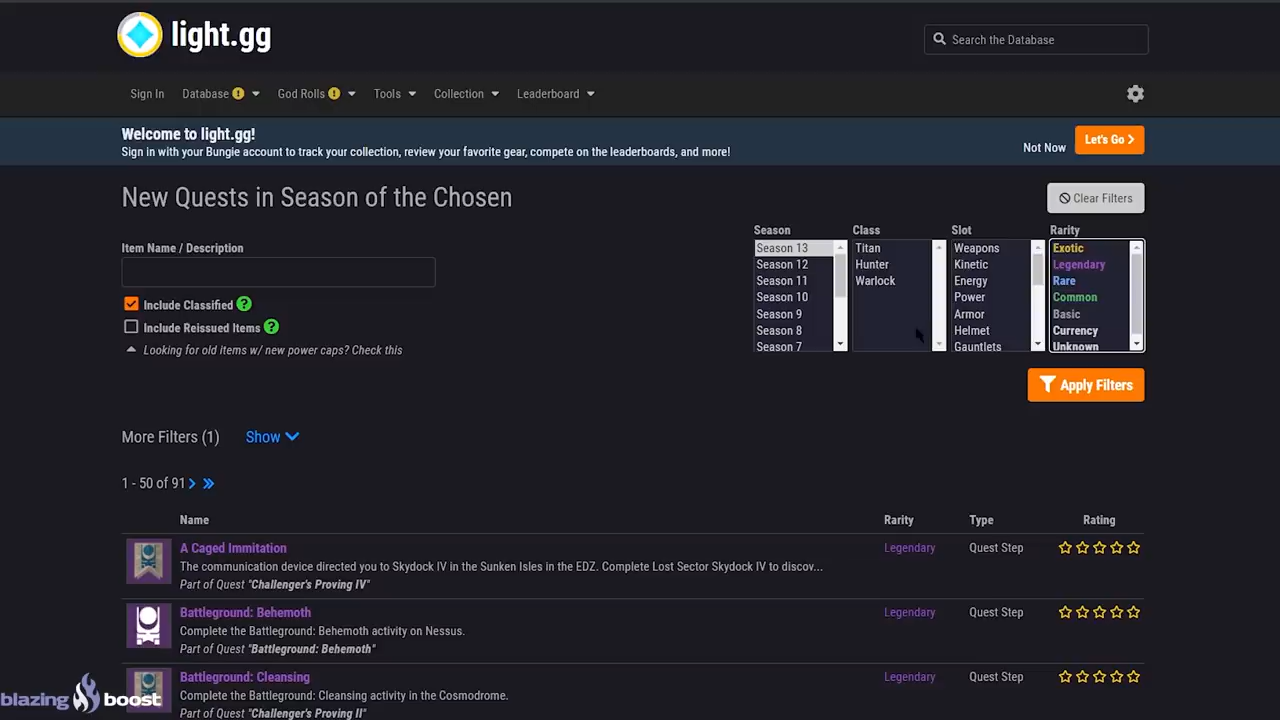 light.gg
Search the Database
Sign In Database God Rolls Tools Collection Leaderboard
Welcome to light.gg!
Sign in with your Bungie account to track your collection, review your favorite gear, compete on the leaderboards, and more!
Not Now
Let's Go
New Quests in Season of the Chosen
Clear Filters
Item Name / Description
Include Classified ?
Include Reissued Items ?
Looking for old items w/ new power caps? Check this
Season
Season 13
Season 12
Season 11
Season 10
Season 9
Season 8
Season 7
Class
Titan
Hunter
Warlock
Slot
Weapons
Kinetic
Energy
Power
Armor
Helmet
Gauntlets
Rarity
Exotic
Legendary
Rare
Common
Basic
Currency
Unknown
Apply Filters
More Filters (1) Show
1 - 50 of 91
Name Rarity Type Rating
A Caged Immitation Legendary Quest Step
The communication device directed you to Skydock IV in the Sunken Isles in the EDZ. Complete Lost Sector Skydock IV to discov...
Part of Quest "Challenger's Proving IV"
Battleground: Behemoth Legendary Quest Step
Complete the Battleground: Behemoth activity on Nessus.
Part of Quest "Battleground: Behemoth"
Battleground: Cleansing Legendary Quest Step
Complete the Battleground: Cleansing activity in the Cosmodrome.
Part of Quest "Challenger's Proving II"
blazing boost